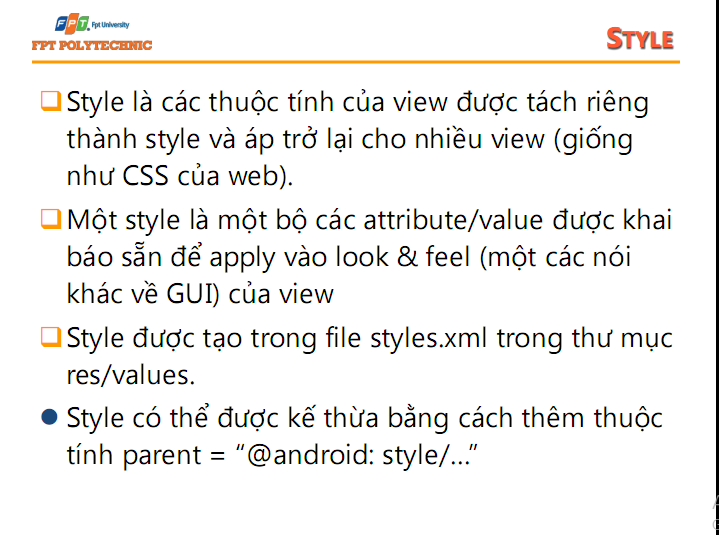 FPT. Fpt University
FPT POLYTECHNIC
STYLE
Style là các thuộc tính của view được tách riêng
thành style và áp trở lại cho nhiều view (giống
như CSS của web).
Một style là một bộ các attribute/value được khai
báo sẵn để apply vào look & feel (một các nói
khác về GUI) của view
Style được tạo trong file styles.xml trong thư mục
res/values.
Style có thể được kế thừa bằng cách thêm thuộc
tính parent = “@android: style/…”